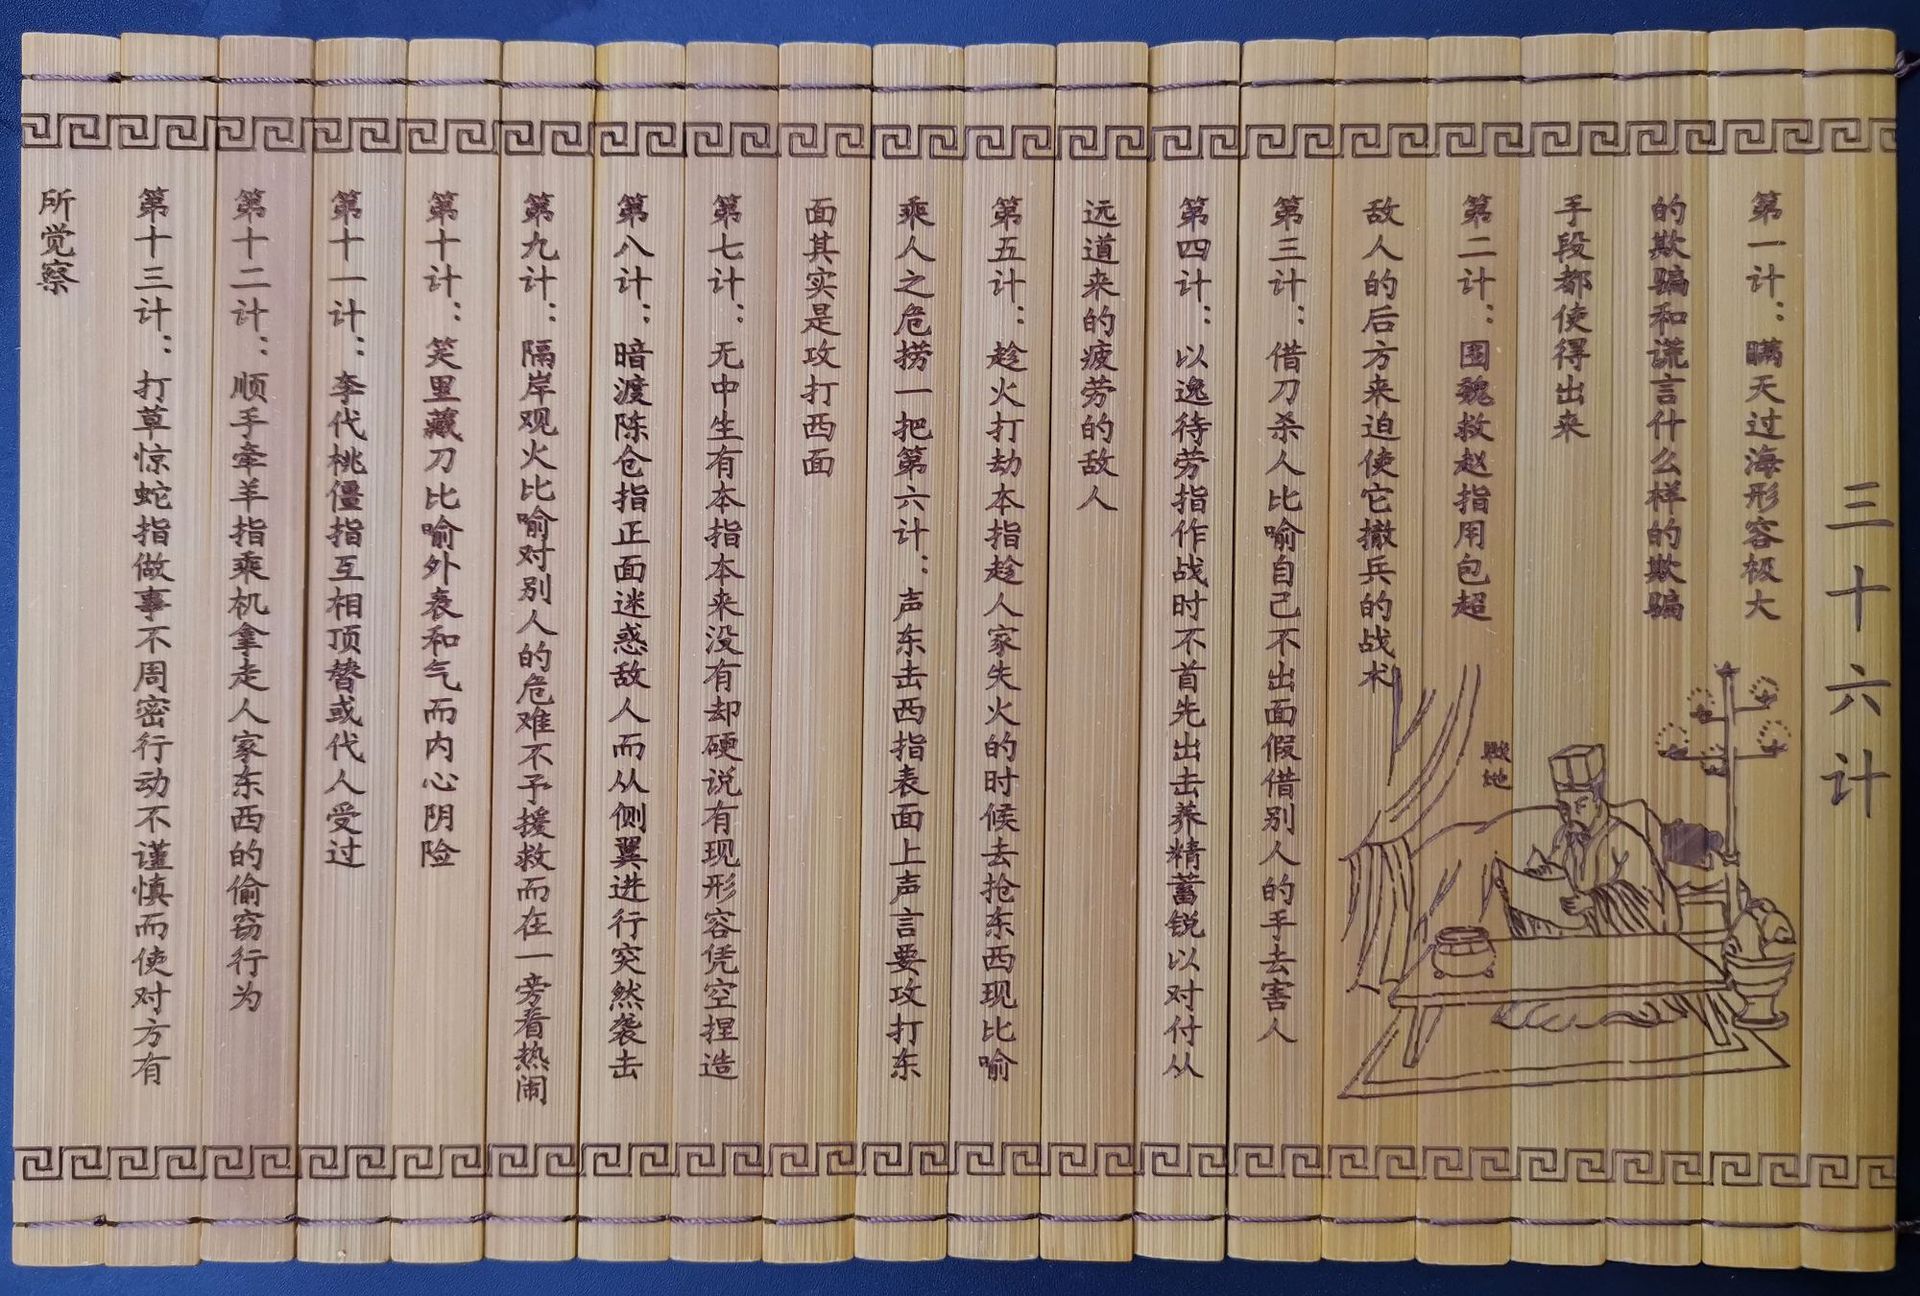 三十六计
第一计：瞒天过海形容极大
的欺骗和谎言什么样的欺骗
手段都使得出来
第二计：围魏救赵指用包超
敌人的后方来迫使它撤兵的战术
第三计：借刀杀人比喻自己不出面假借别人的手去害人
第四计：以逸待劳指作战时不首先出击养精蓄锐以对付从
远道来的疲劳的敌人
第五计：趁火打劫本指趁人家失火的时候去抢东西现比喻
乘人之危捞一把第六计：声东击西指表面上声言要攻打东
面其实是攻打西面
第七计：无中生有本指本来没有却硬说有现形容凭空捏造
第八计：暗渡陈仓指正面迷惑敌人而从侧翼进行突然袭击
第九计：隔岸观火比喻对别人的危难不予援救而在一旁看热闹
第十计：笑里藏刀比喻外表和气而内心阴险
第十一计：李代桃僵指互相顶替或代人受过
第十二计：顺手牵羊指乘机拿走人家东西的偷窃行为
第十三计：打草惊蛇指做事不周密行动不谨慎而使对方有
所觉察